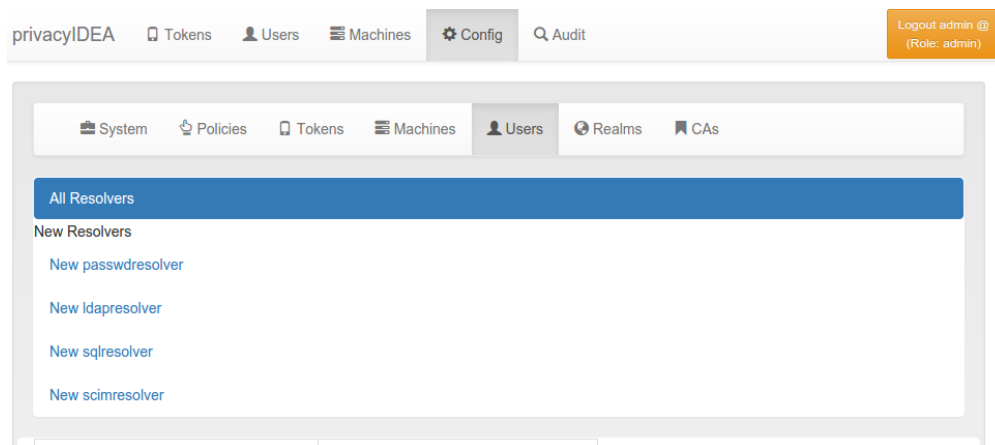 privacyIDEA Tokens Users Machines Config Audit Logout admin @
(Role: admin)
System Policies Tokens Machines Users Realms CAs
All Resolvers
New Resolvers
New passwdresolver
New ldapresolver
New sqlresolver
New scimresolver